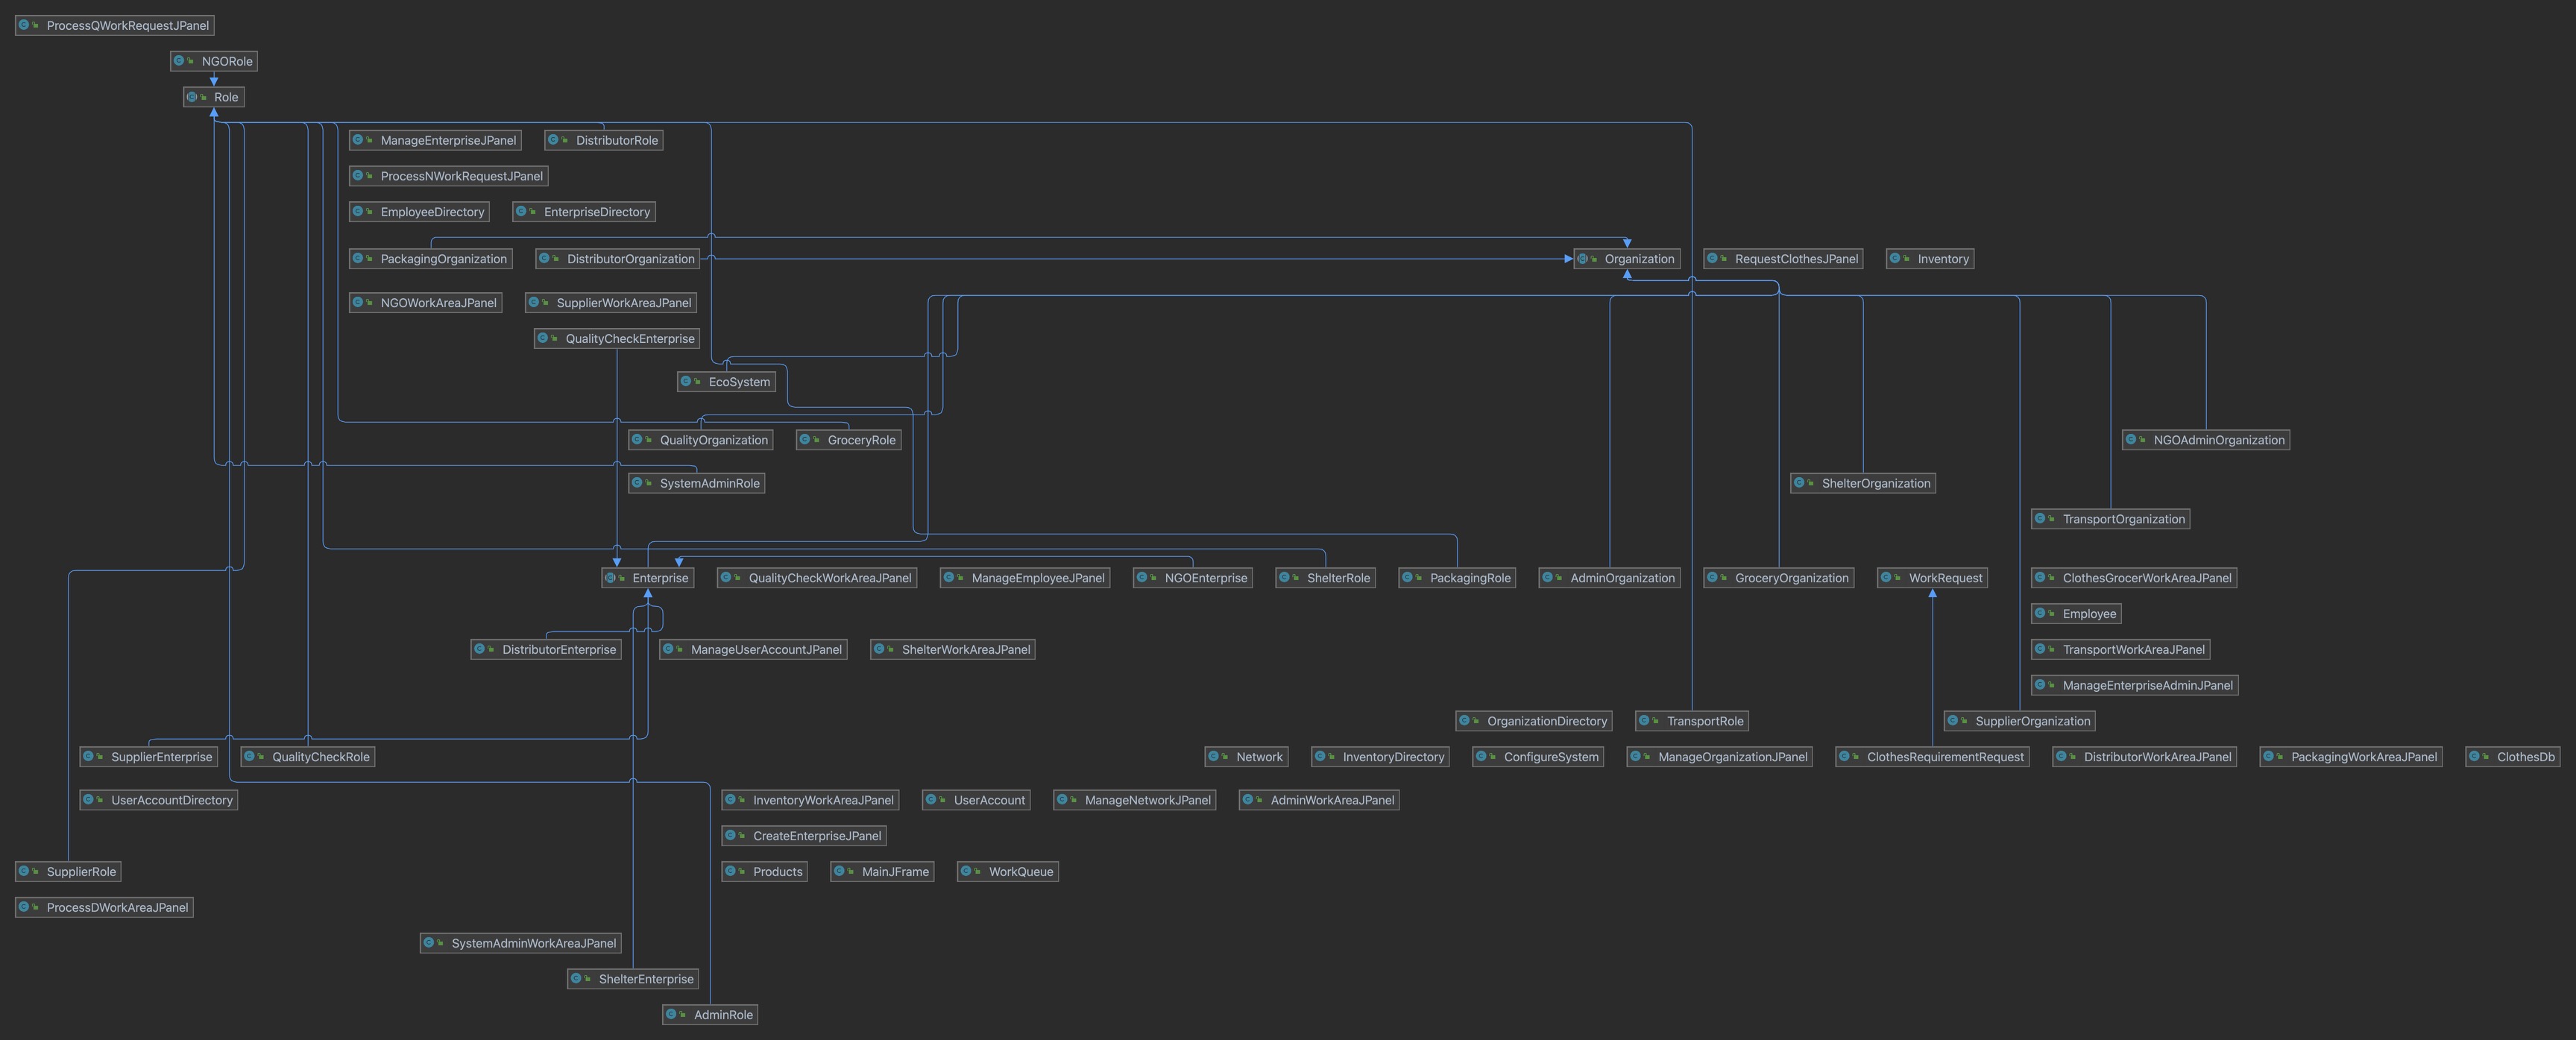 ProcessQWorkRequestJPanel
NGORole
Role
ManageEnterpriseJPanel
DistributorRole
ProcessNWorkRequestJPanel
EmployeeDirectory
EnterpriseDirectory
PackagingOrganization
DistributorOrganization
Organization
RequestClothesJPanel
Inventory
NGOWorkAreaJPanel
SupplierWorkAreaJPanel
QualityCheckEnterprise
EcoSystem
QualityOrganization
GroceryRole
NGOAdminOrganization
SystemAdminRole
ShelterOrganization
TransportOrganization
Enterprise
QualityCheckWorkAreaJPanel
ManageEmployeeJPanel
NGOEnterprise
ShelterRole
PackagingRole
AdminOrganization
GroceryOrganization
WorkRequest
ClothesGrocerWorkAreaJPanel
Employee
DistributorEnterprise
ManageUserAccountJPanel
ShelterWorkAreaJPanel
TransportWorkAreaJPanel
ManageEnterpriseAdminJPanel
OrganizationDirectory
TransportRole
SupplierOrganization
SupplierEnterprise
QualityCheckRole
Network
InventoryDirectory
ConfigureSystem
ManageOrganizationJPanel
ClothesRequirementRequest
DistributorWorkAreaJPanel
PackagingWorkAreaJPanel
ClothesDb
UserAccountDirectory
InventoryWorkAreaJPanel
UserAccount
ManageNetworkJPanel
AdminWorkAreaJPanel
CreateEnterpriseJPanel
SupplierRole
Products
MainJFrame
WorkQueue
ProcessDWorkAreaJPanel
SystemAdminWorkAreaJPanel
ShelterEnterprise
AdminRole